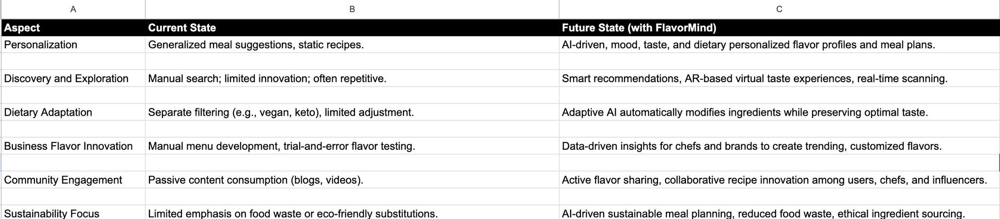 A B C
Aspect Current State Future State (with FlavorMind)
Personalization Generalized meal suggestions, static recipes. AI-driven, mood, taste, and dietary personalized flavor profiles and meal plans.
Discovery and Exploration Manual search; limited innovation; often repetitive. Smart recommendations, AR-based virtual taste experiences, real-time scanning.
Dietary Adaptation Separate filtering (e.g., vegan, keto), limited adjustment. Adaptive AI automatically modifies ingredients while preserving optimal taste.
Business Flavor Innovation Manual menu development, trial-and-error flavor testing. Data-driven insights for chefs and brands to create trending, customized flavors.
Community Engagement Passive content consumption (blogs, videos). Active flavor sharing, collaborative recipe innovation among users, chefs, and influencers.
Sustainability Focus Limited emphasis on food waste or eco-friendly substitutions. AI-driven sustainable meal planning, reduced food waste, ethical ingredient sourcing.